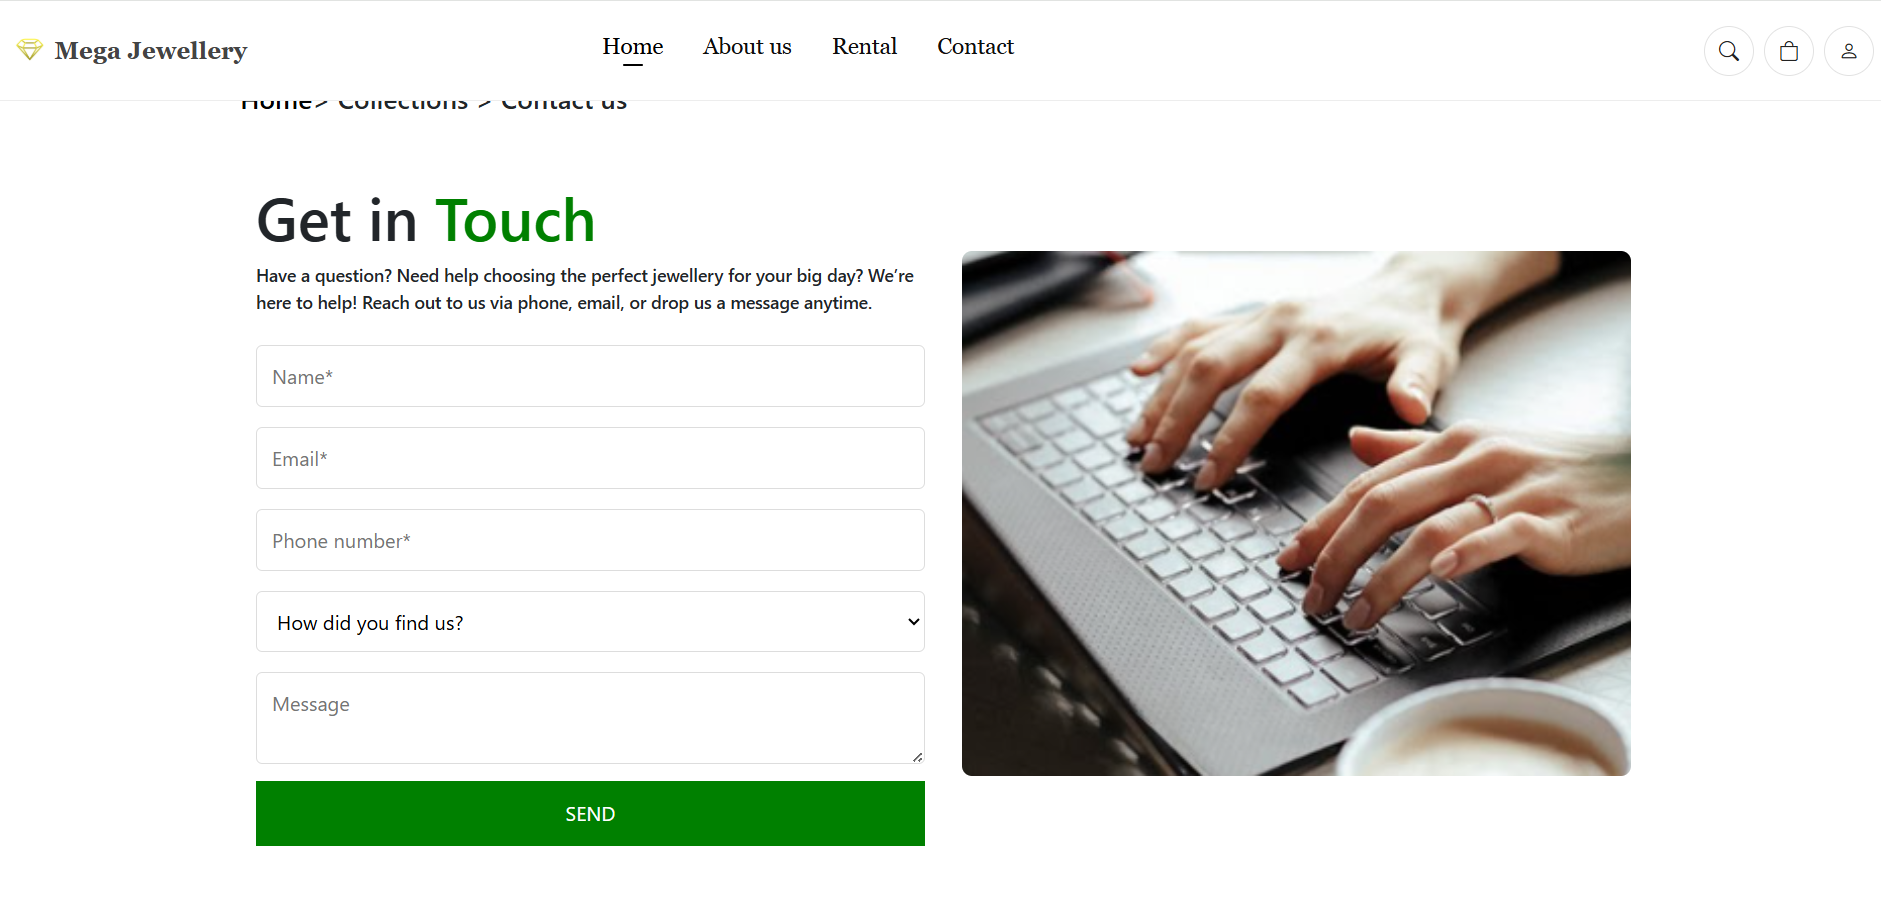 Mega Jewellery
Home About us Rental Contact
Home> Collections > Contact us
Get in Touch
Have a question? Need help choosing the perfect jewellery for your big day? We’re
here to help! Reach out to us via phone, email, or drop us a message anytime.
Name*
Email*
Phone number*
How did you find us?
Message
SEND